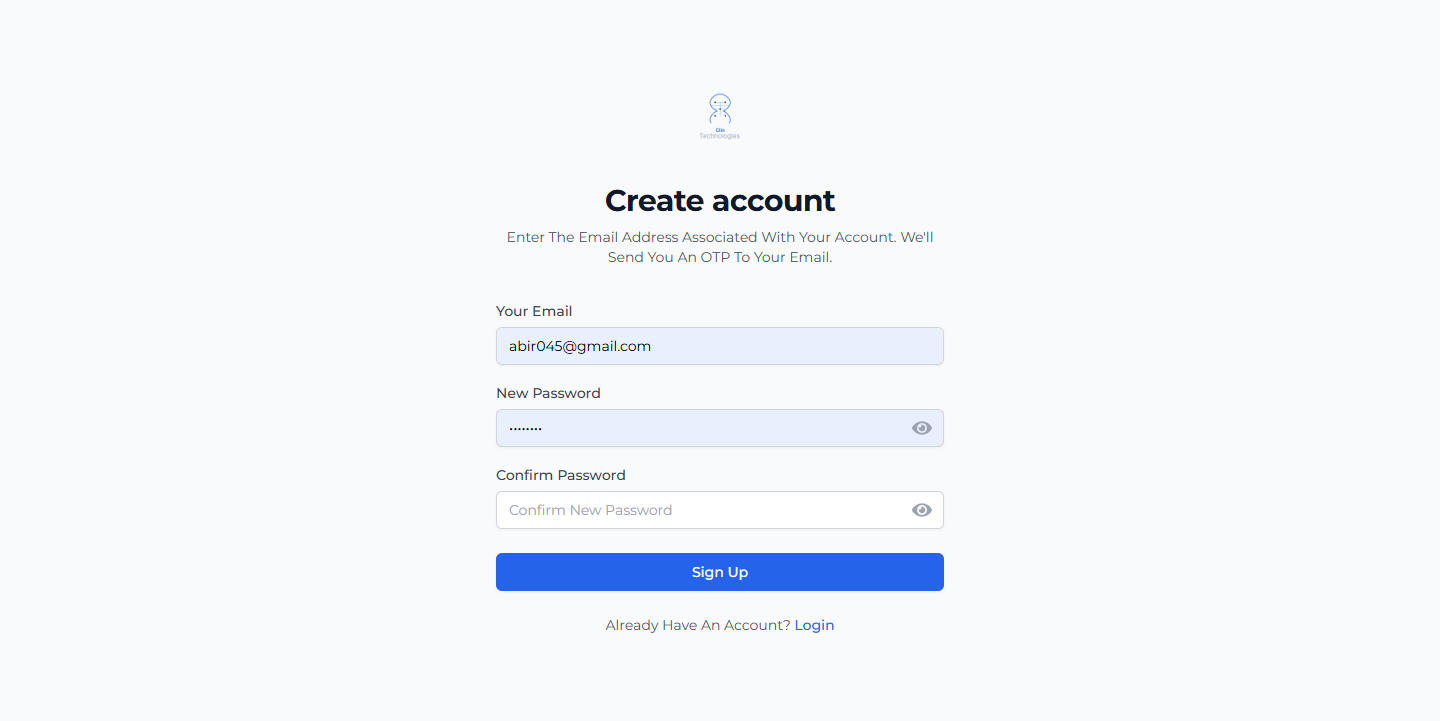 Elin
Technologies
Create account
Enter The Email Address Associated With Your Account. We'll
Send You An OTP To Your Email.
Your Email
abir045@gmail.com
New Password
••••••••
Confirm Password
Confirm New Password
Sign Up
Already Have An Account? Login